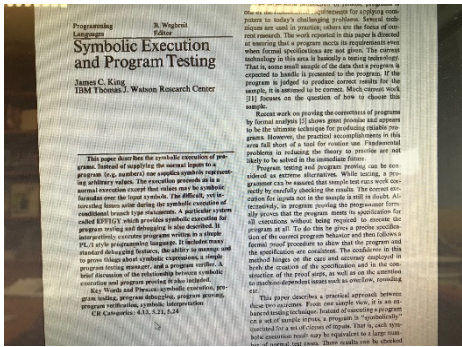 Programming
Languages
B. Wegbreit
Editor
Symbolic Execution
and Program Testing
James C. King
IBM Thomas J. Watson Research Center
This paper describes the symbolic execution of pro-
grams. Instead of supplying the normal inputs to a
program (e.g. numbers) one supplies symbols repre-
senting arbitrary values. The execution proceeds as in a
normal execution except that values may be symbolic
formulas over the input symbols. The difficult, yet in-
teresting issues arise during the symbolic execution of
conditional branch type statements. A particular system
called EFFIGY which provides symbolic execution for
program testing and debugging is also described. It
interpretively executes programs written in a simple
PL/I style programming language. It includes many
standard debugging features, the ability to manage and
to prove things about symbolic expressions, a simple
program testing manager, and a program verifier. A
brief discussion of the relationship between symbolic
execution and program proving is also included.
Key Words and Phrases: symbolic execution, pro-
gram testing, program debugging, program proving,
program verification, symbolic interpretation
CR Categories: 4.13, 5.21, 5.24
one of the fundamental requirements for applying com-
puters to today's challenging problems. Several tech-
niques are used in practice; others are the focus of cur-
rent research. The work reported in this paper is directed
at ensuring that a program meets its requirements even
when formal specifications are not given. The current
technology in this area is basically a testing technology.
That is, some small sample of the data that a program is
expected to handle is presented to the program. If the
program is judged to produce correct results for the
sample, it is assumed to be correct. Much current work
[11] focuses on the question of how to choose this
sample.
Recent work on proving the correctness of programs
by formal analysis [5] shows great promise and appears
to be the ultimate technique for producing reliable pro-
grams. However, the practical accomplishments in this
area fall short of a tool for routine use. Fundamental
problems in reducing the theory to practice are not
likely to be solved in the immediate future.
Program testing and program proving can be con-
sidered as extreme alternatives. While testing, a pro-
grammer can be assured that sample test runs work cor-
rectly by carefully checking the results. The correct exe-
cution for inputs not in the sample is still in doubt. Al-
ternatively, in program proving the programmer form-
ally proves that the program meets its specification for
all executions without being required to execute the
program at all. To do this he gives a precise specifica-
tion of the correct program behavior and then follows a
formal proof procedure to show that the program and
the specification are consistent. The confidence in this
method hinges on the care and accuracy employed in
both the creation of the specification and in the con-
struction of the proof steps, as well as on the attention
to machine-dependent issues such as overflow, rounding
etc.
This paper describes a practical approach between
these two extremes. From one simple view, it is an en-
hanced testing technique. Instead of executing a program
on a set of sample inputs, a program is "symbolically"
executed for a set of classes of inputs. That is, each sym-
bolic execution result may be equivalent to a large num-
ber of normal test cases. These results can be checked